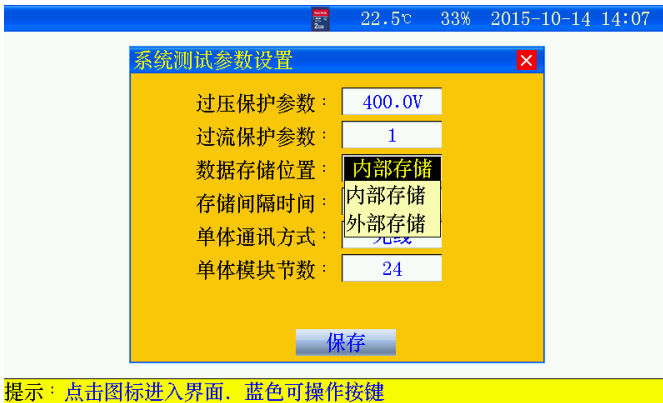 22.5℃ 33% 2015-10-14 14:07
系统测试参数设置
过压保护参数： 400.0V
过流保护参数： 1
数据存储位置： 内部存储
内部存储
存储间隔时间：
外部存储
单体通讯方式： 无线
单体模块节数： 24
保存
提示：点击图标进入界面．蓝色可操作按键